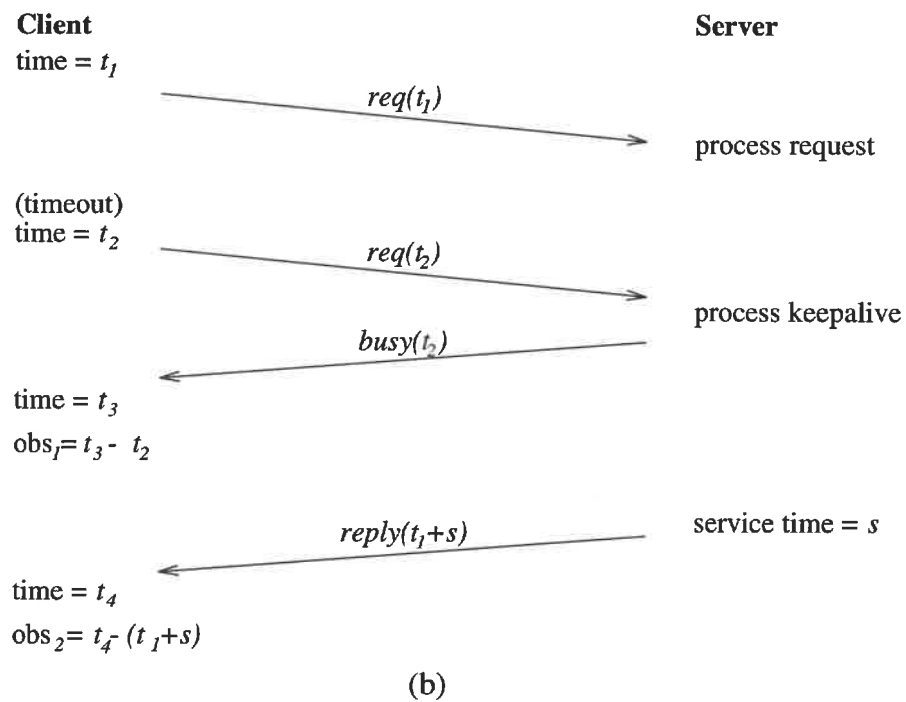 Client
Server
time = t1
req(t1)
process request
(timeout)
time = t2
req(t2)
process keepalive
busy(t2)
time = t3
obs1= t3 - t2
service time = s
reply(t1+s)
time = t4
obs2= t4- (t1+s)
(b)